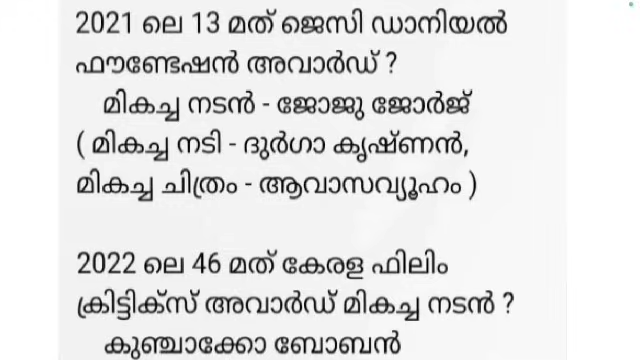 2021 ലെ 13 മത് ജെസി ഡാനിയൽ
ഫൗണ്ടേഷൻ അവാർഡ് ?
മികച്ച നടൻ - ജോജു ജോർജ്
( മികച്ച നടി - ദുർഗാ കൃഷ്ണൻ,
മികച്ച ചിത്രം - ആവാസവ്യൂഹം )
2022 ലെ 46 മത് കേരള ഫിലിം
ക്രിട്ടിക്സ് അവാർഡ് മികച്ച നടൻ ?
കുഞ്ചാക്കോ ബോബൻ